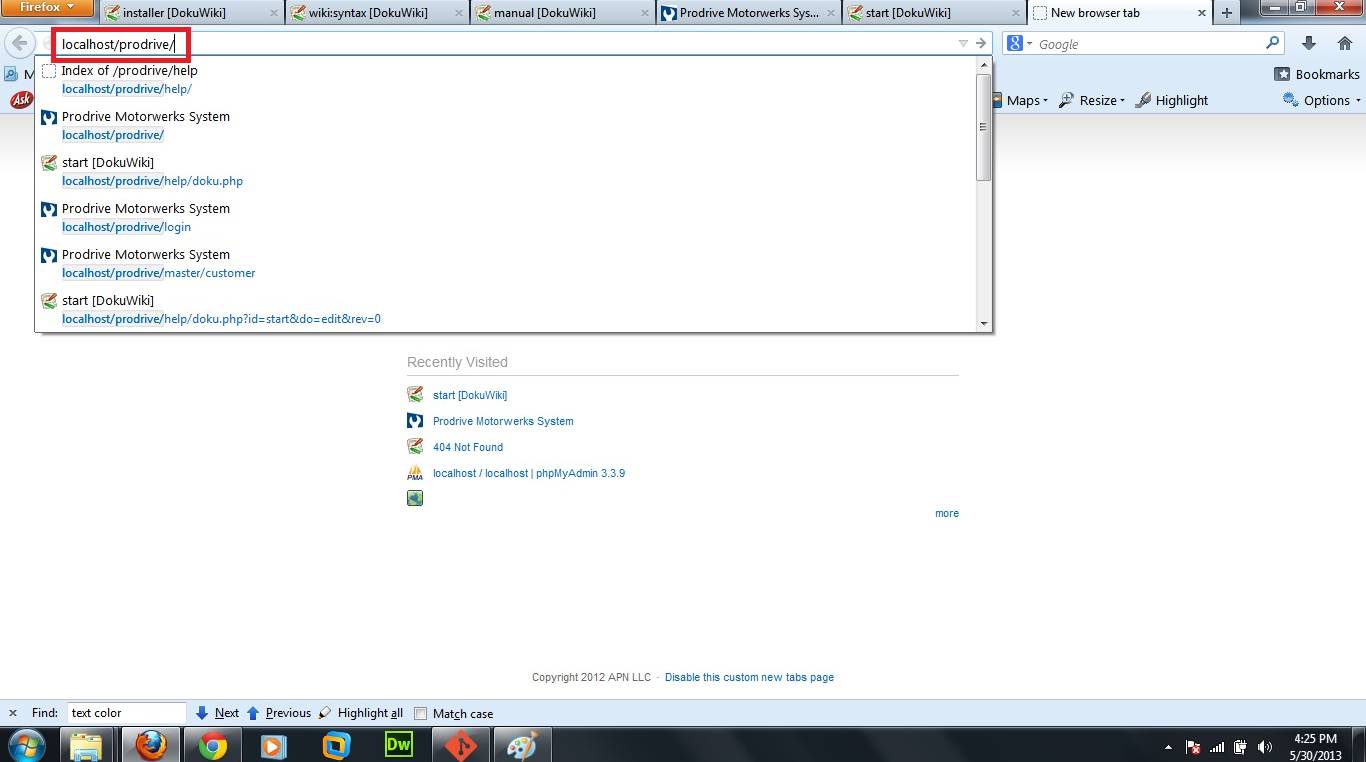 Firefox
installer [DokuWiki]
wiki:syntax [DokuWiki]
manual [DokuWiki]
Prodrive Motorwerks Sys...
start [DokuWiki]
New browser tab
localhost/prodrive/
Google
Index of /prodrive/help
localhost/prodrive/help/
Prodrive Motorwerks System
localhost/prodrive/
start [DokuWiki]
localhost/prodrive/help/doku.php
Prodrive Motorwerks System
localhost/prodrive/login
Prodrive Motorwerks System
localhost/prodrive/master/customer
start [DokuWiki]
localhost/prodrive/help/doku.php?id=start&do=edit&rev=0
M
Bookmarks
Ask
Maps
Resize
Highlight
Options
Recently Visited
start [DokuWiki]
Prodrive Motorwerks System
404 Not Found
PMA
localhost / localhost | phpMyAdmin 3.3.9
more
Copyright 2012 APN LLC - Disable this custom new tabs page
× Find: text color Next Previous Highlight all Match case
Dw
4:25 PM
5/30/2013